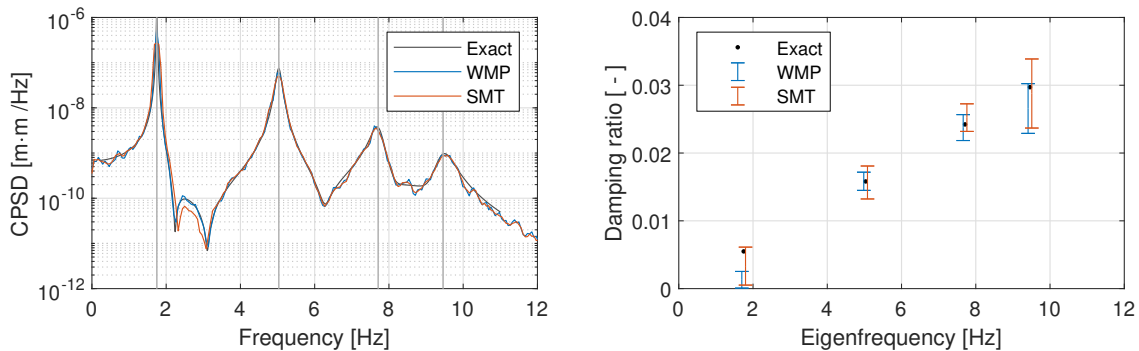 10^-6
10^-8
10^-10
10^-12
CPSD [m·m /Hz]
Exact
WMP
SMT
0 2 4 6 8 10 12
Frequency [Hz]
0.04
0.03
0.02
0.01
0
Damping ratio [ - ]
Exact
WMP
SMT
0 2 4 6 8 10 12
Eigenfrequency [Hz]